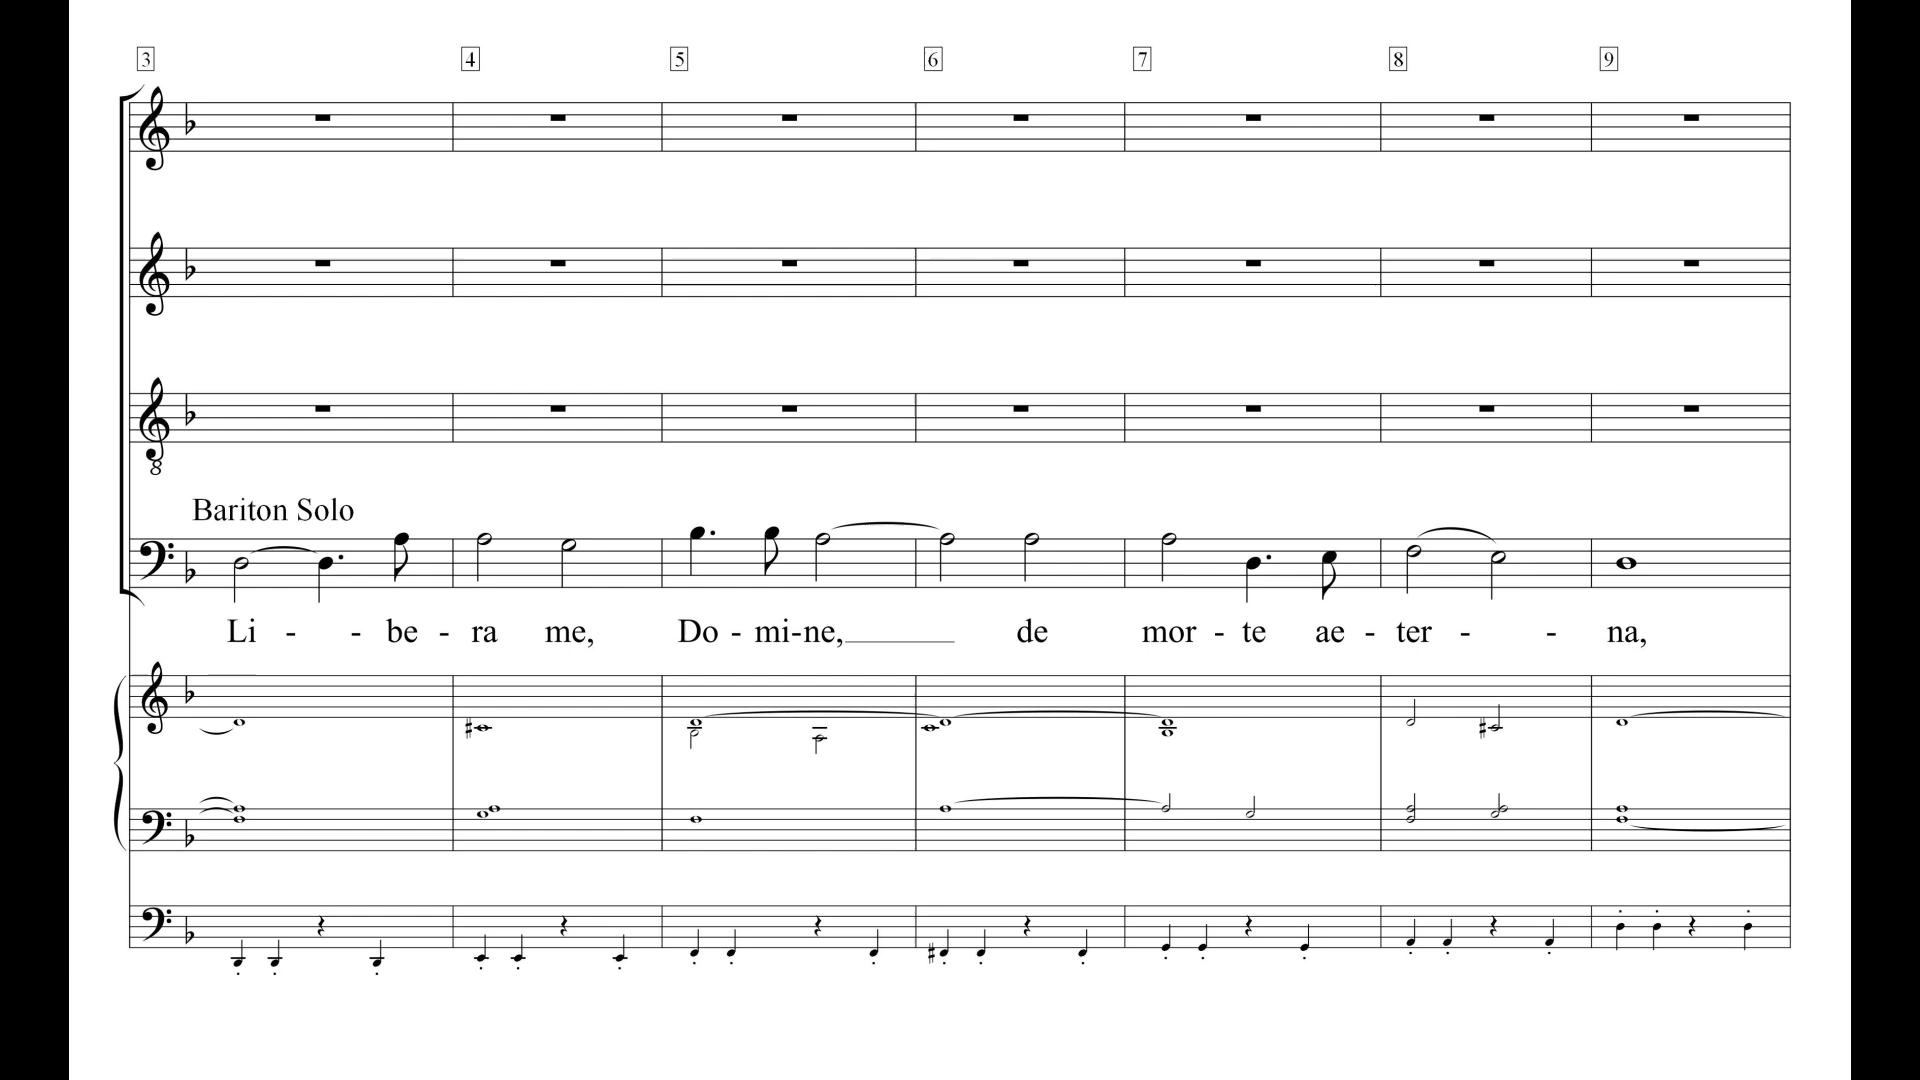 3 4 5 6 7 8 9
8
Bariton Solo
Li - - be - ra me, Do - mi-ne, de mor - te ae - ter - - na,